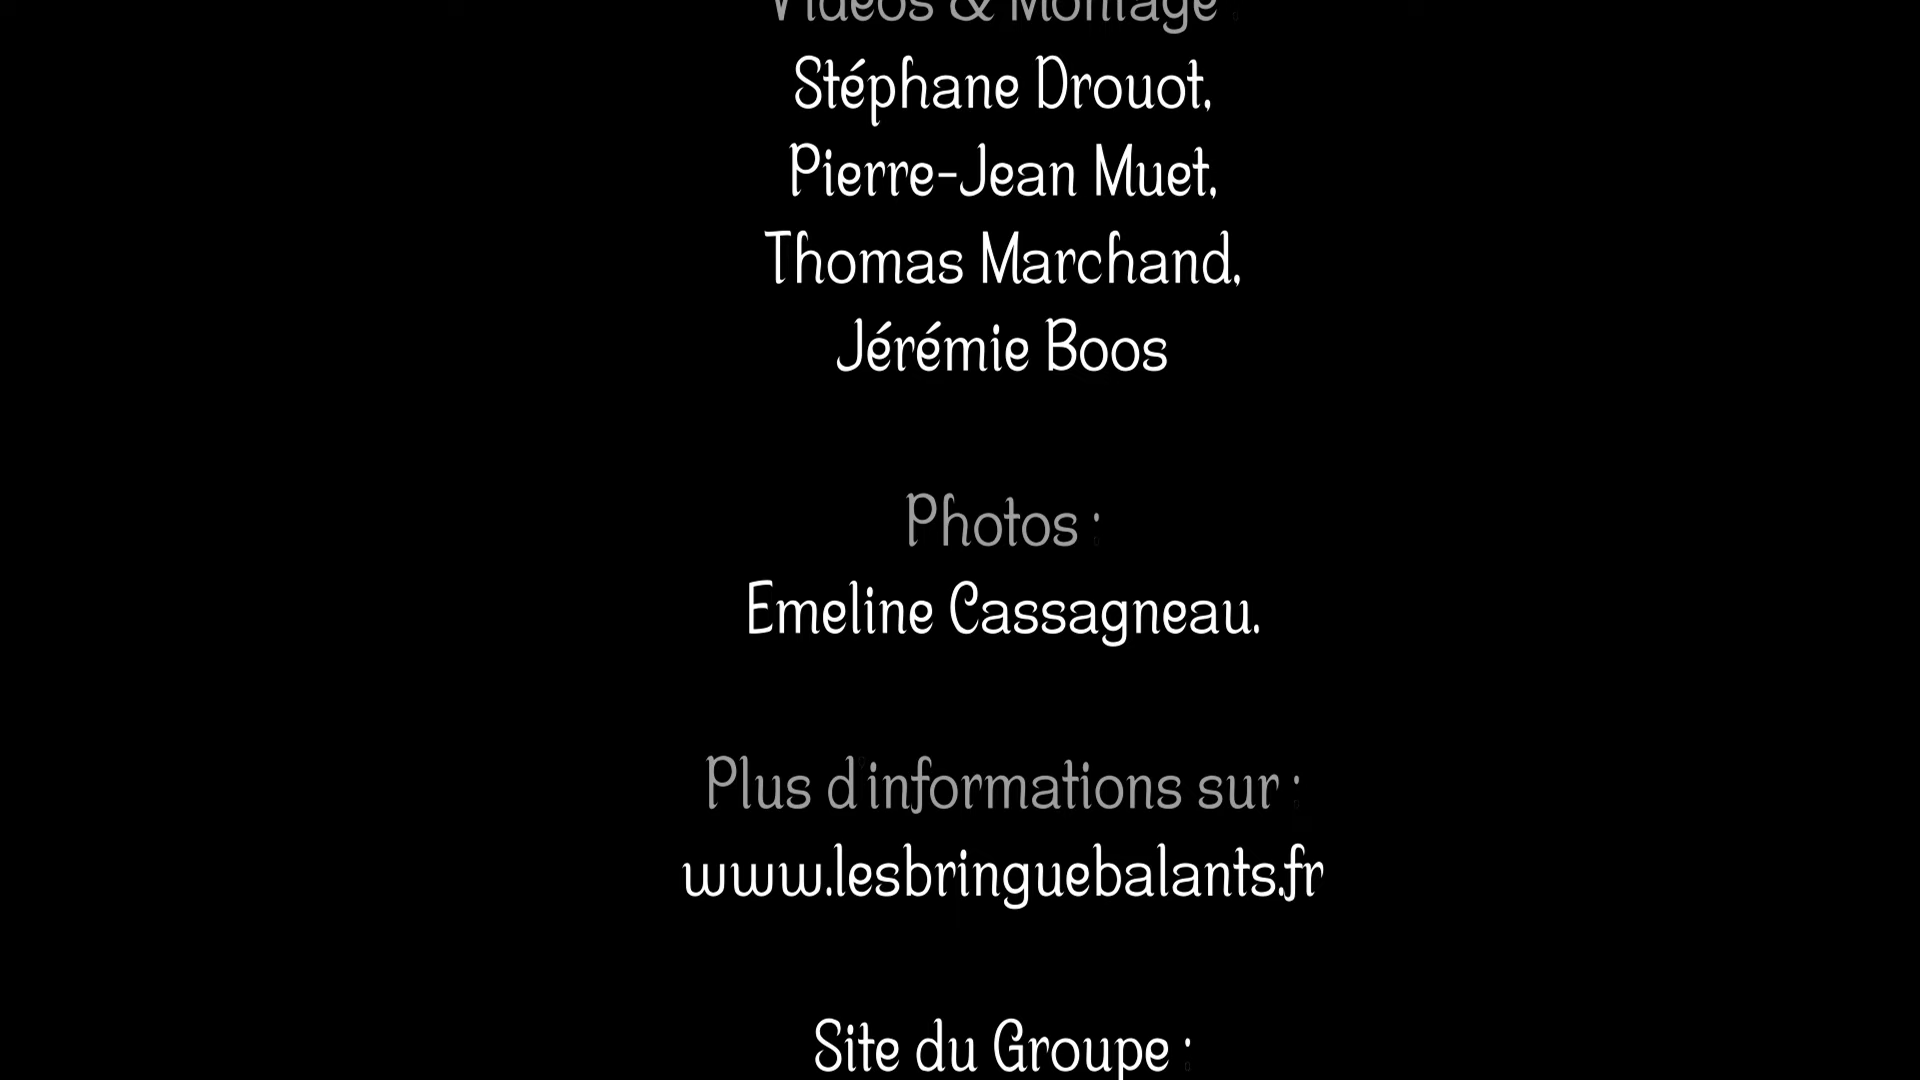 Vidéos & Montage :
Stéphane Drouot,
Pierre-Jean Muet,
Thomas Marchand,
Jérémie Boos
Photos :
Emeline Cassagneau.
Plus d'informations sur :
www.lesbringuebalants.fr
Site du Groupe :